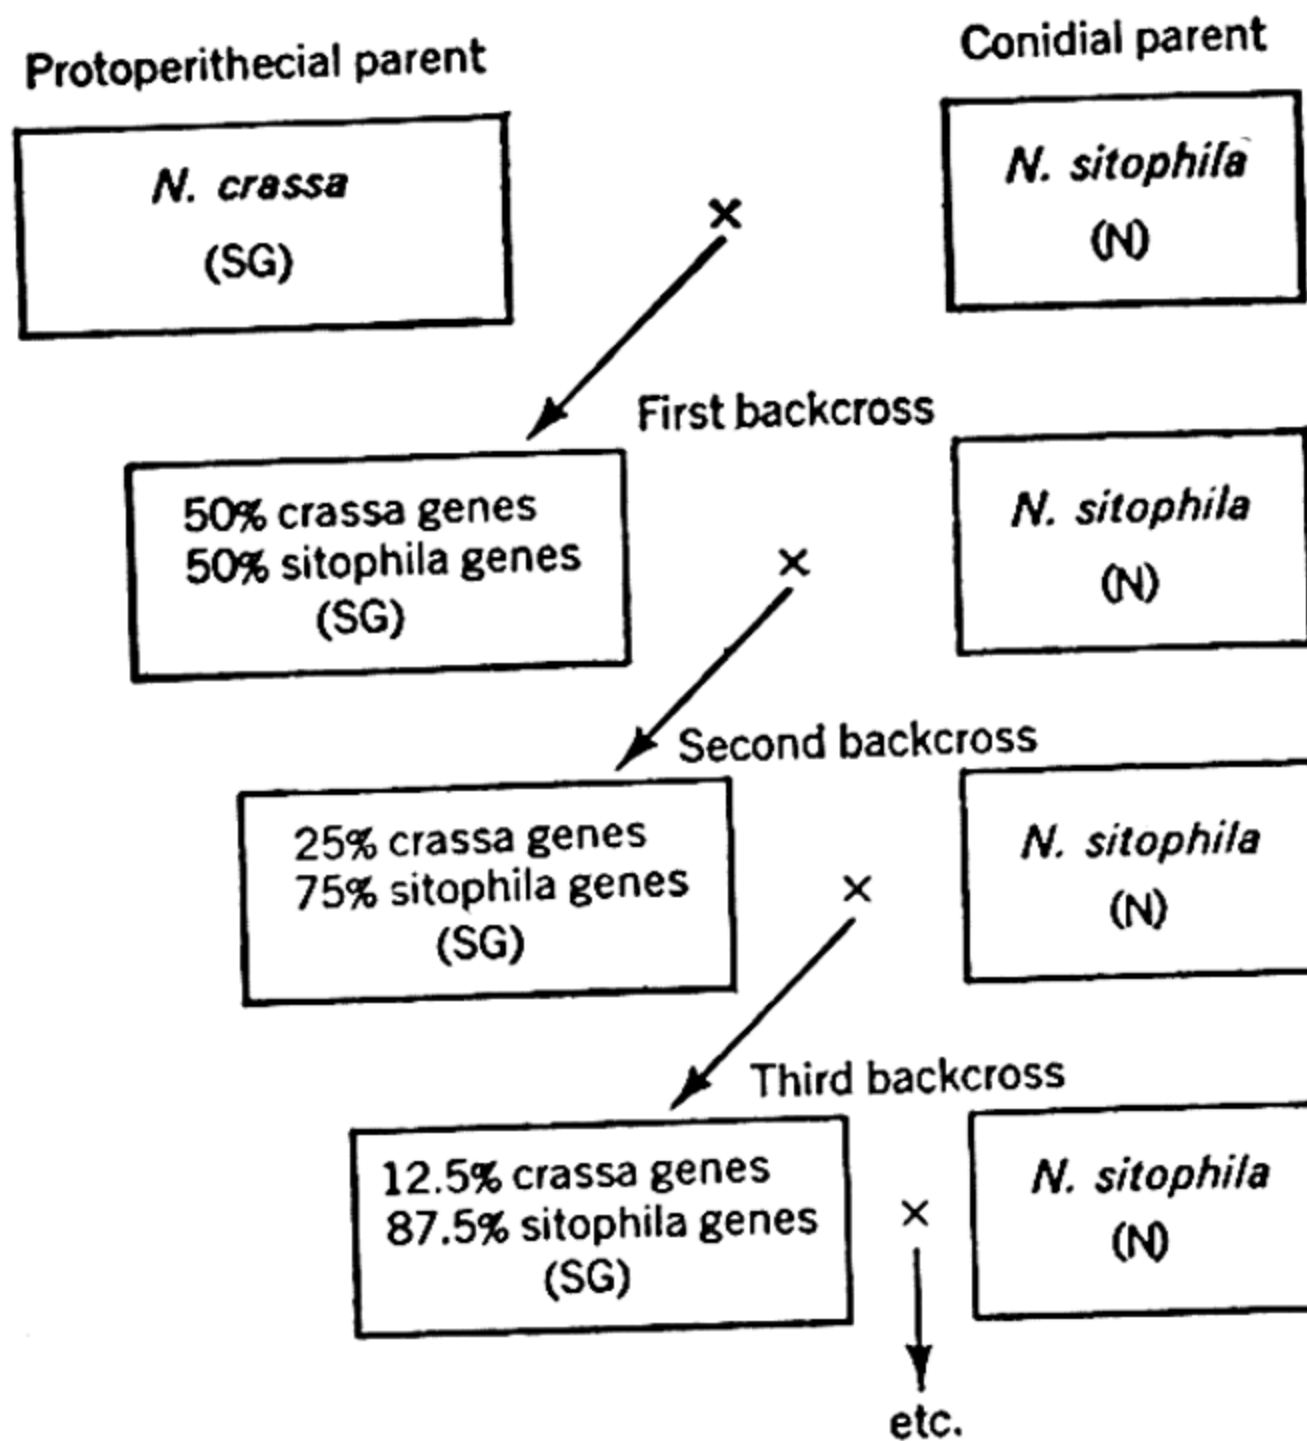 Protoperithecial parent
Conidial parent
N. crassa
(SG)
×
N. sitophila
(N)
First backcross
50% crassa genes
50% sitophila genes
(SG)
×
N. sitophila
(N)
Second backcross
25% crassa genes
75% sitophila genes
(SG)
×
N. sitophila
(N)
Third backcross
12.5% crassa genes
87.5% sitophila genes
(SG)
×
N. sitophila
(N)
etc.